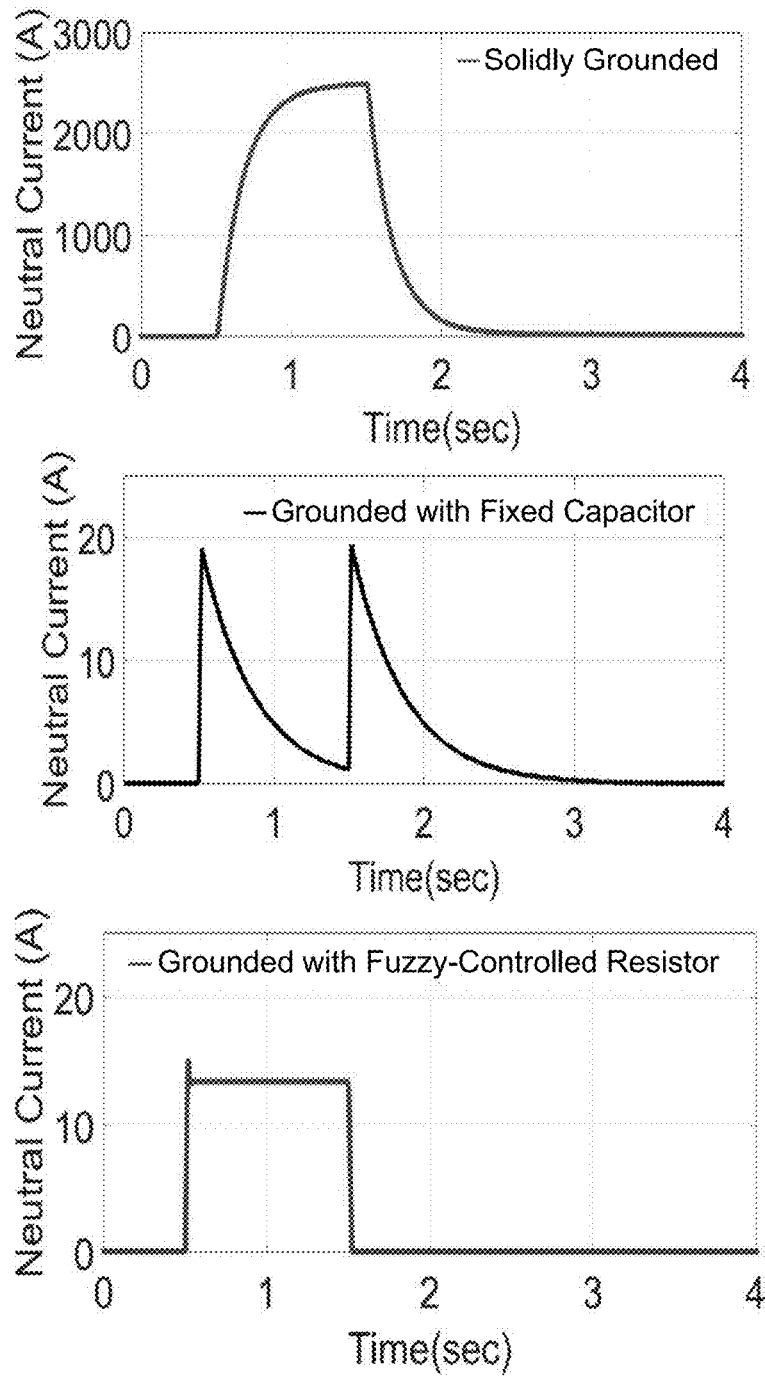 Neutral Current (A)
3000
2000
1000
0
Solidly Grounded
0 1 2 3 4
Time(sec)
Neutral Current (A)
20
10
0
Grounded with Fixed Capacitor
0 1 2 3 4
Time(sec)
Neutral Current (A)
20
10
0
Grounded with Fuzzy-Controlled Resistor
0 1 2 3 4
Time(sec)